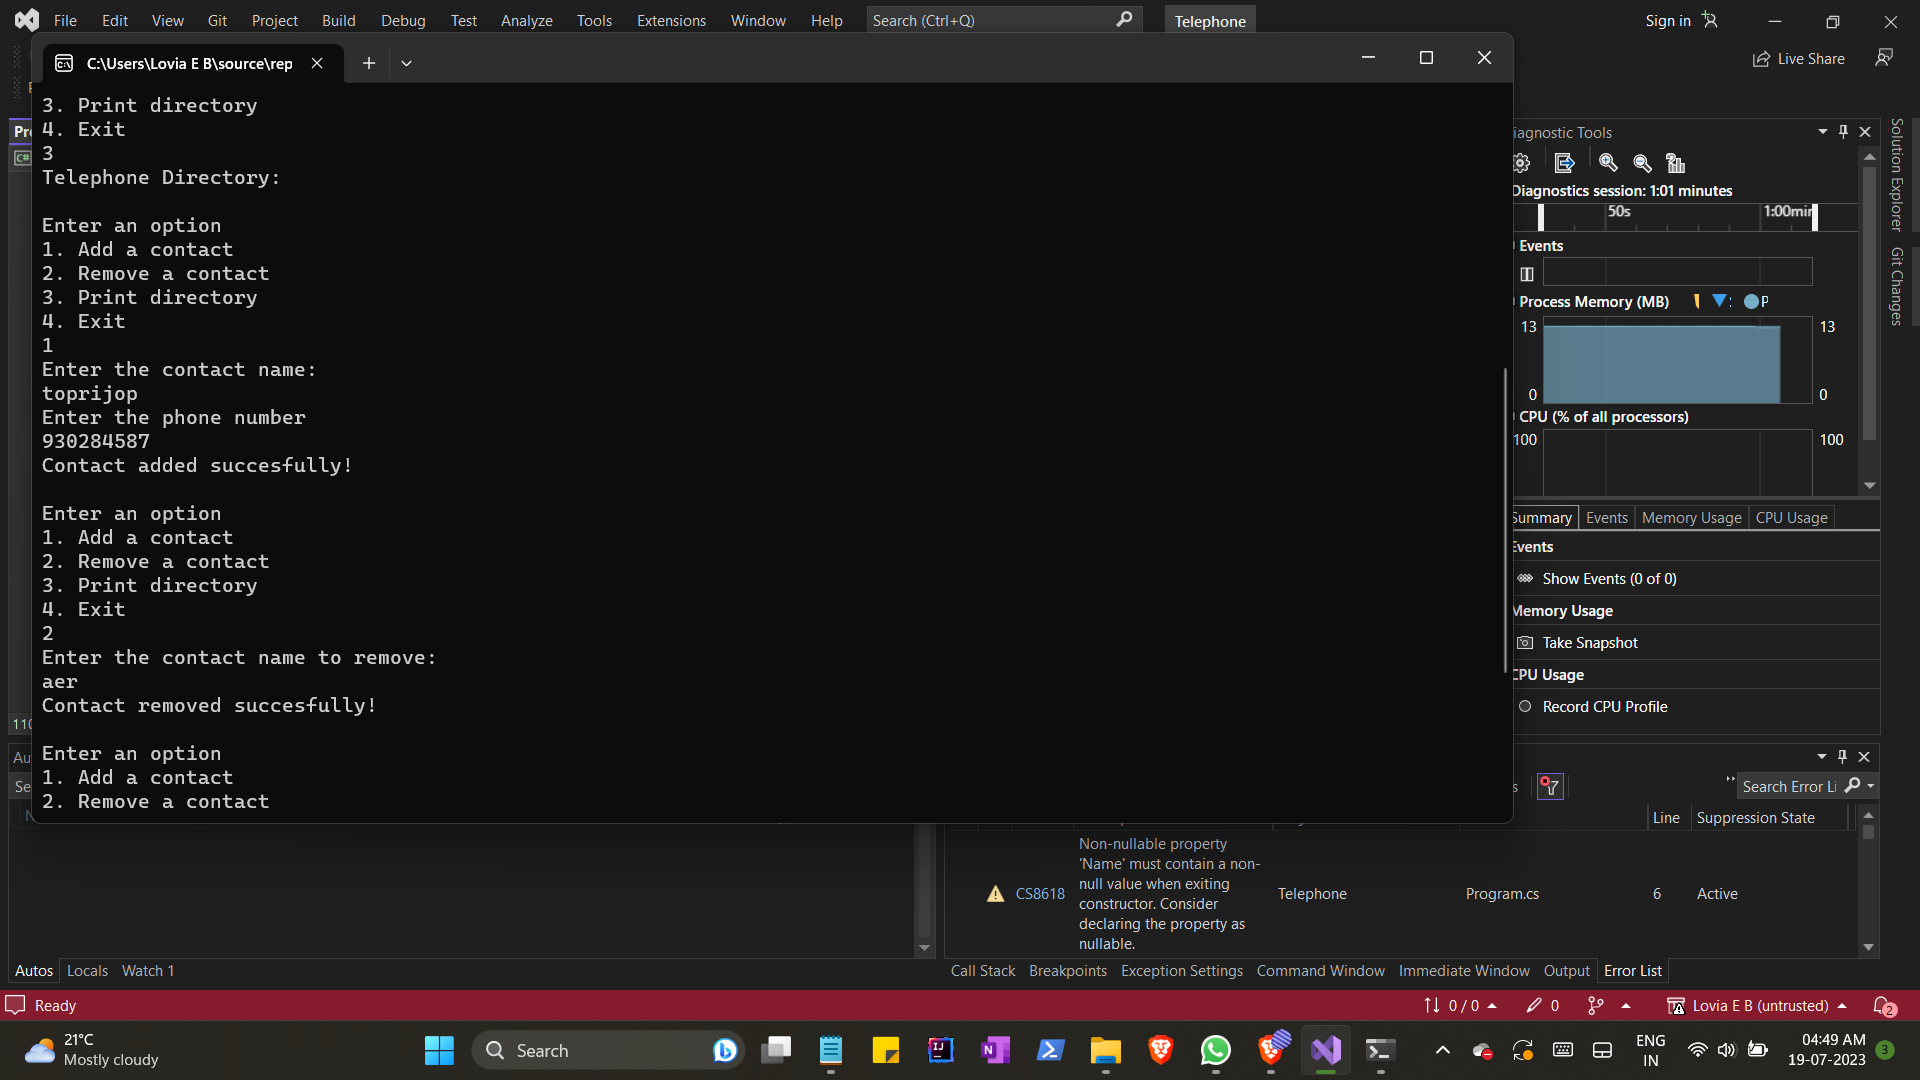 File Edit View Git Project Build Debug Test Analyze Tools Extensions Window Help Search (Ctrl+Q) Telephone Sign in
C:\Users\Lovia E B\source\rep
Live Share
3. Print directory
4. Exit
3
Telephone Directory:
Enter an option
1. Add a contact
2. Remove a contact
3. Print directory
4. Exit
1
Enter the contact name:
toprijop
Enter the phone number
930284587
Contact added succesfully!
Enter an option
1. Add a contact
2. Remove a contact
3. Print directory
4. Exit
2
Enter the contact name to remove:
aer
Contact removed succesfully!
Enter an option
1. Add a contact
2. Remove a contact
Pro
C#
110
Au
Se
iagnostic Tools
Diagnostics session: 1:01 minutes
50s 1:00min
Events
Process Memory (MB) P
13 13
0 0
CPU (% of all processors)
100 100
Summary Events Memory Usage CPU Usage
Events
Show Events (0 of 0)
Memory Usage
Take Snapshot
CPU Usage
Record CPU Profile
Solution Explorer
Git Changes
s Search Error Li
Line Suppression State
CS8618
Non-nullable property
'Name' must contain a non-
null value when exiting
constructor. Consider
declaring the property as
nullable.
Telephone Program.cs 6 Active
Autos Locals Watch 1
Call Stack Breakpoints Exception Settings Command Window Immediate Window Output Error List
Ready 0 / 0 0 Lovia E B (untrusted) 2
21°C
Mostly cloudy
Search
ENG
IN
04:49 AM
19-07-2023
3